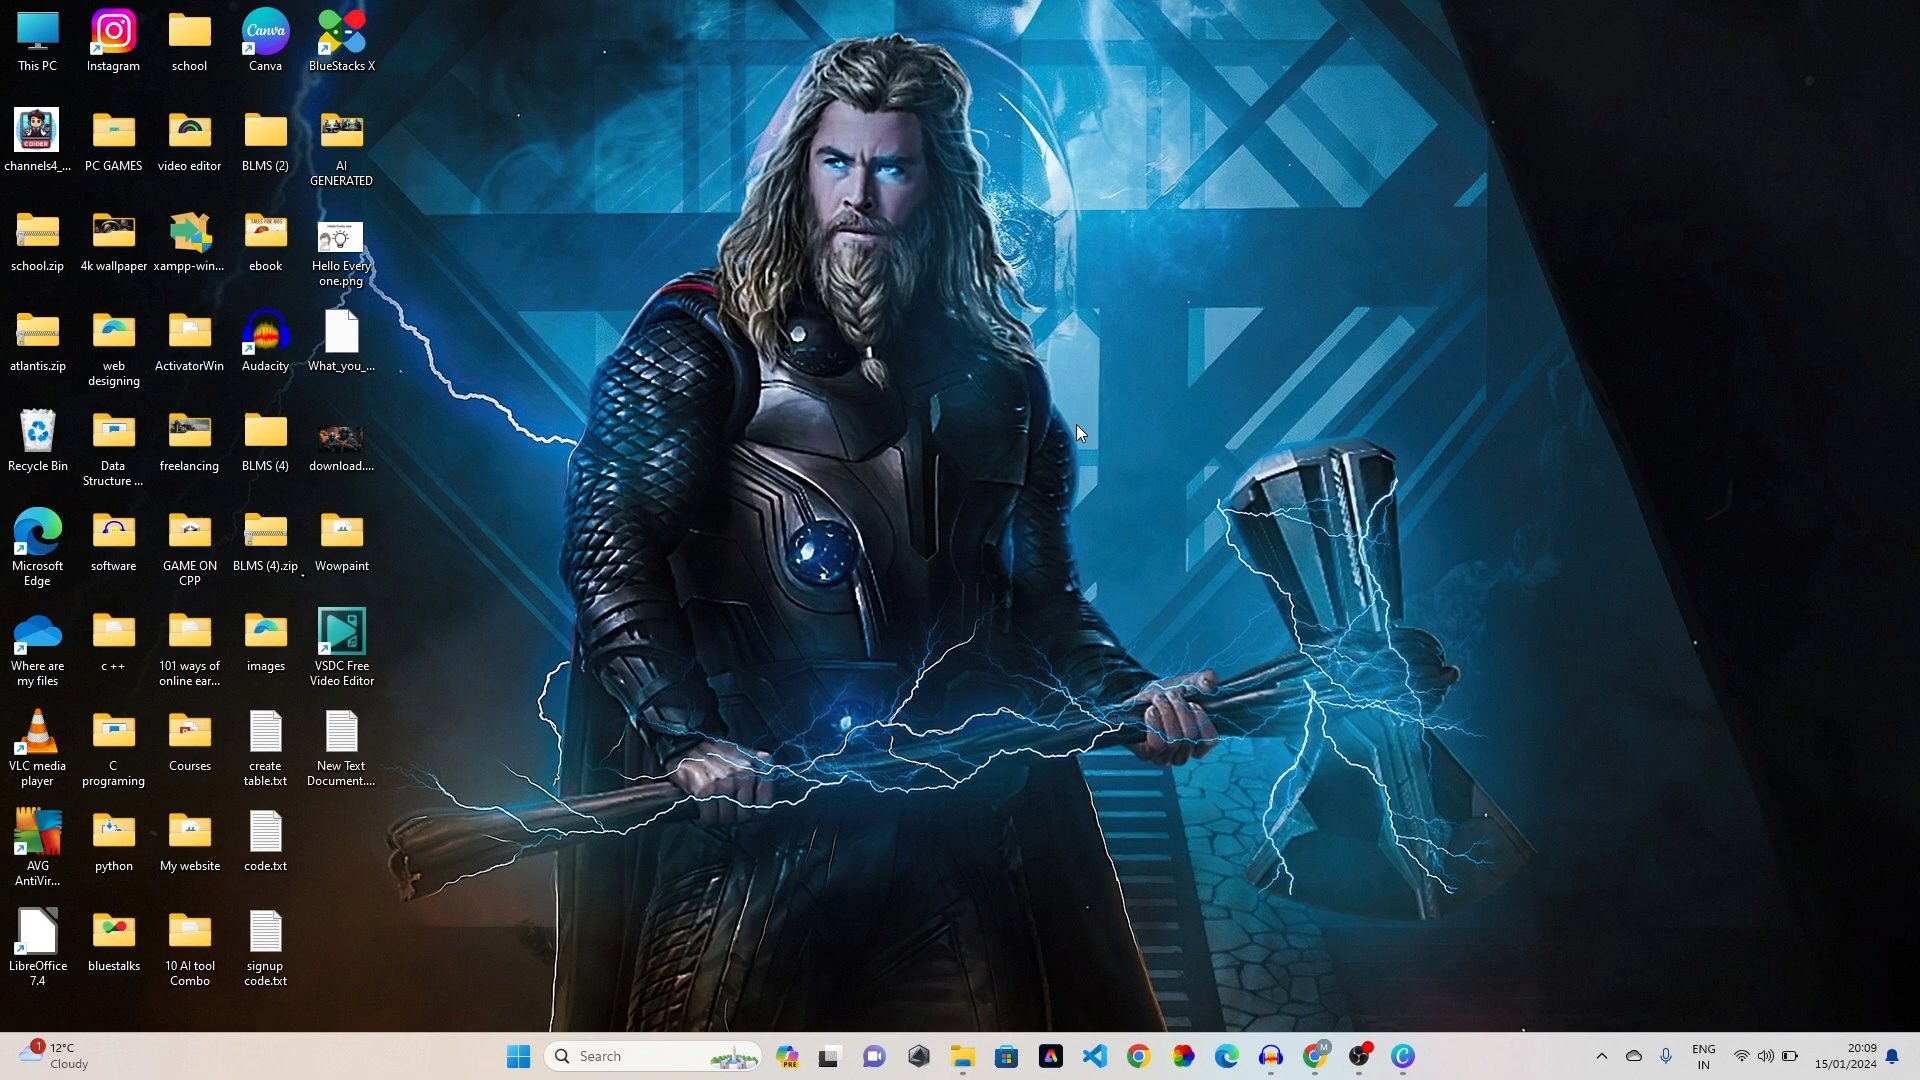 This PC
Instagram
school
Canva
BlueStacks X
channels4_...
PC GAMES
video editor
BLMS (2)
AI
GENERATED
school.zip
4k wallpaper
xampp-win...
ebook
Hello Every
one.png
atlantis.zip
web
designing
ActivatorWin
Audacity
What_you_...
Recycle Bin
Data
Structure ...
freelancing
BLMS (4)
download....
Microsoft
Edge
software
GAME ON
CPP
BLMS (4).zip
Wowpaint
Where are
my files
c ++
101 ways of
online ear...
images
VSDC Free
Video Editor
VLC media
player
C
programing
Courses
create
table.txt
New Text
Document....
AVG
AntiVir...
python
My website
code.txt
LibreOffice
7.4
bluestalks
10 AI tool
Combo
signup
code.txt
1
12°C
Cloudy
Search
PRE
M
ENG
IN
20:09
15/01/2024